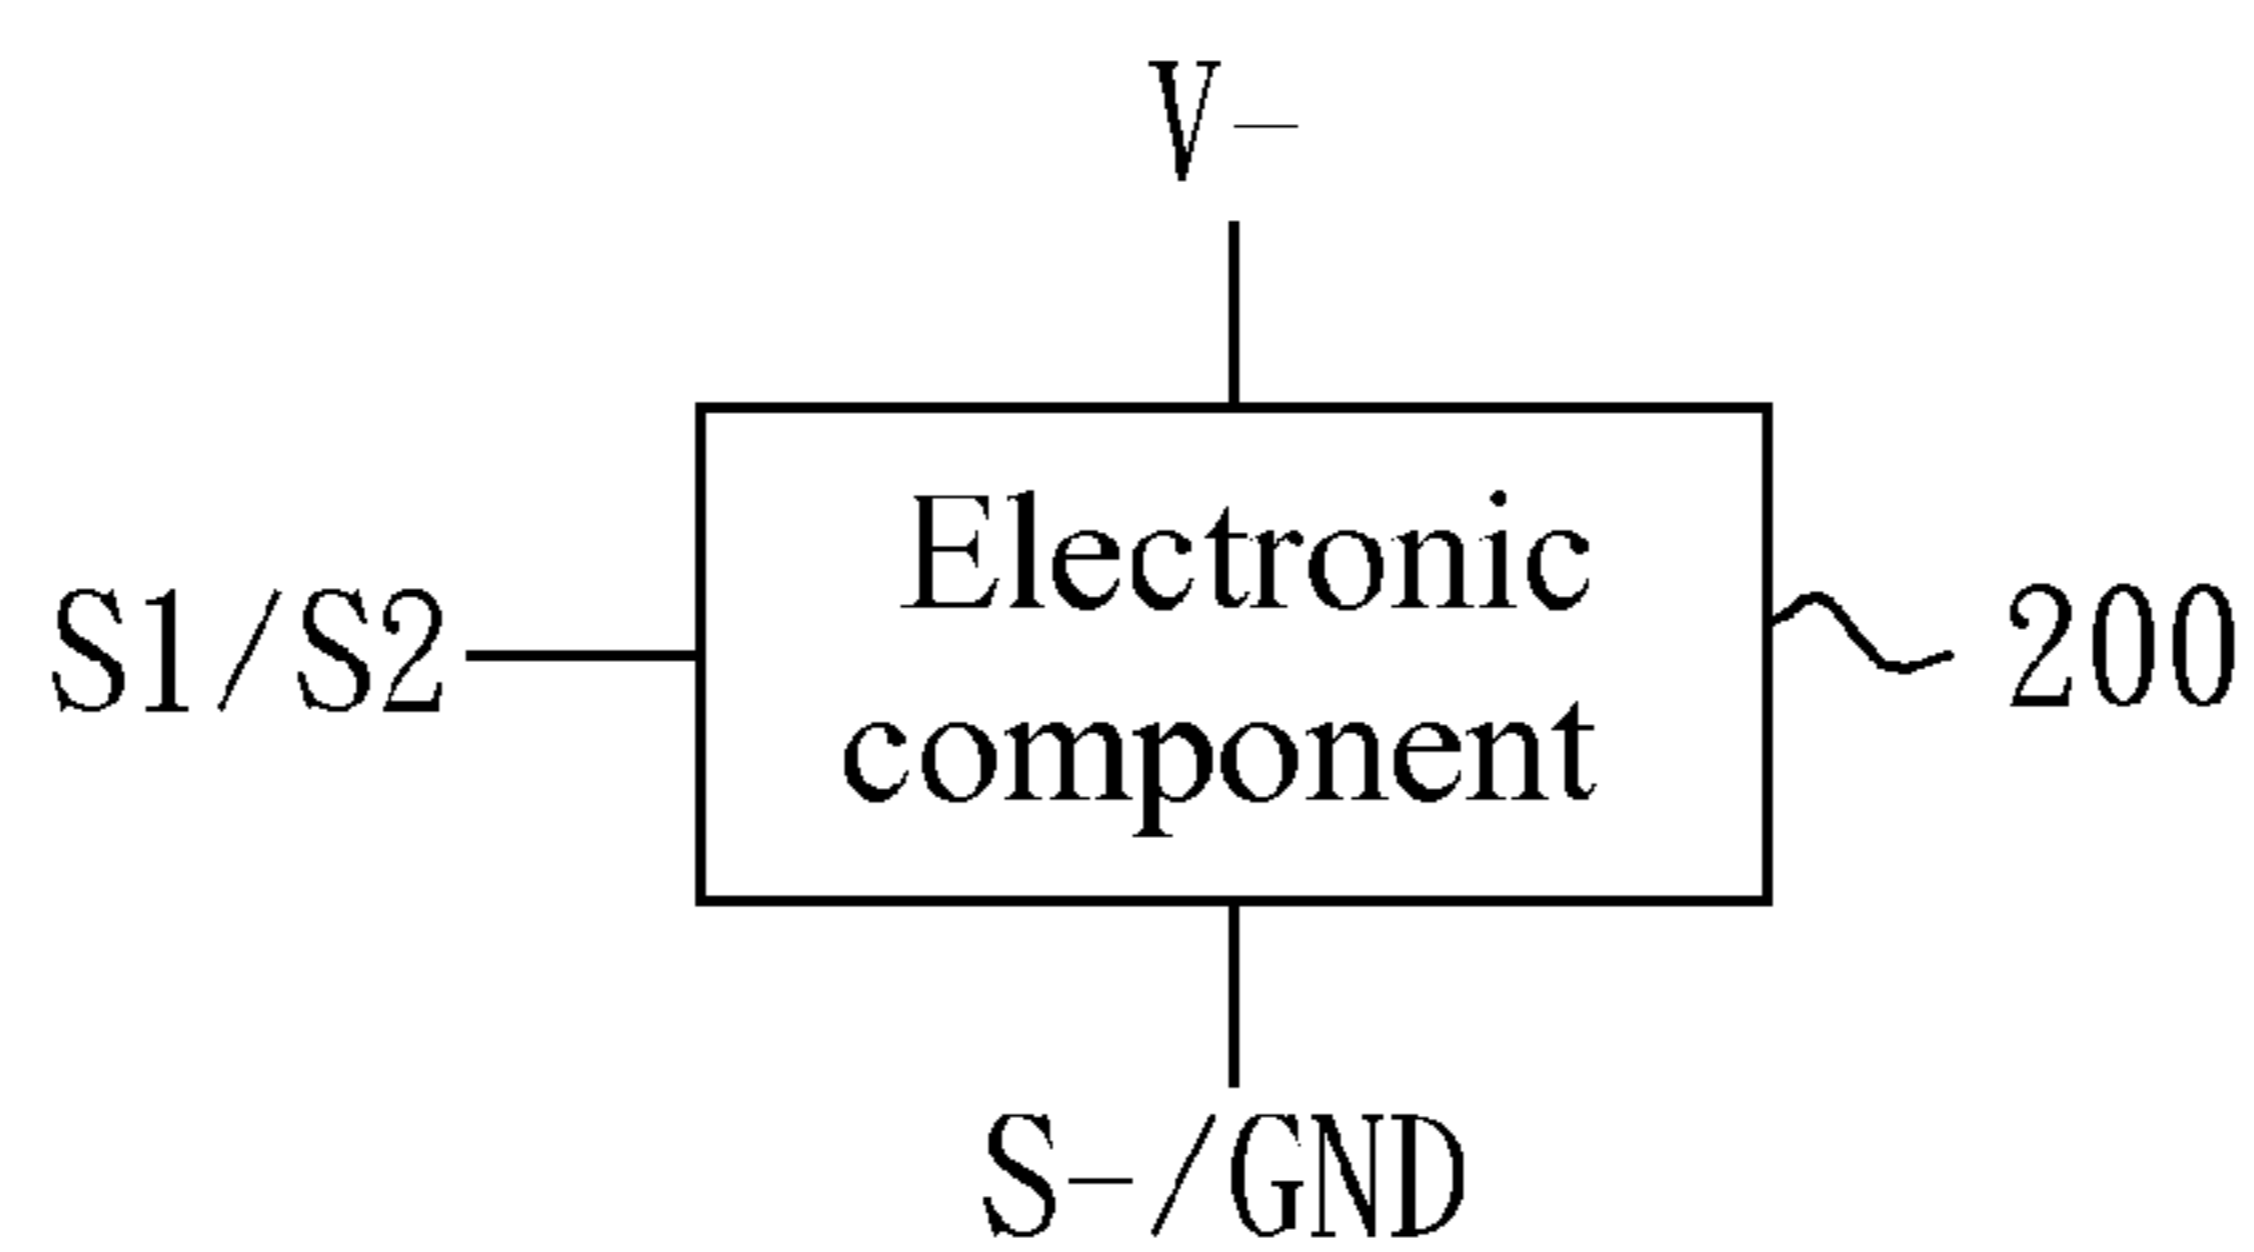 V-
Electronic
S1/S2
200
component
S-/GND